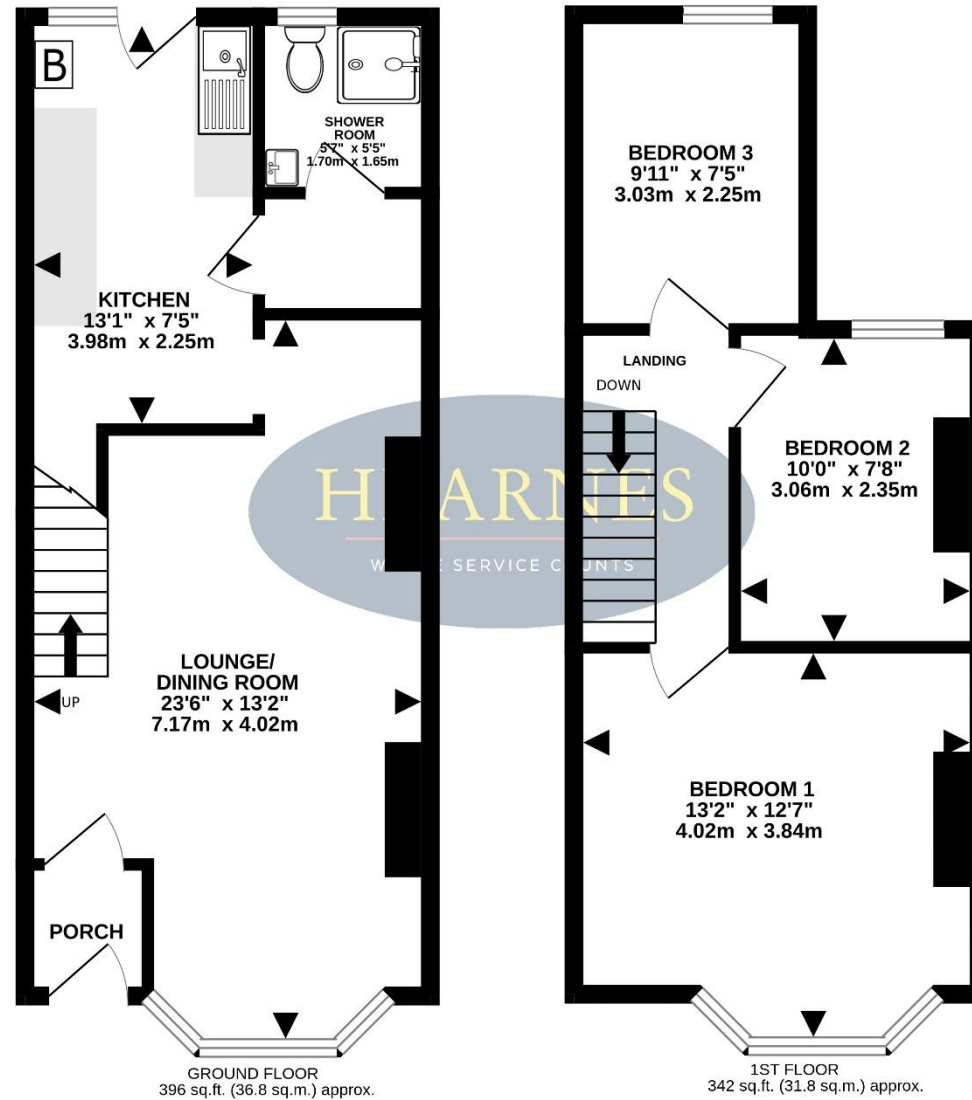 B
SHOWER
ROOM
5'7" x 5'5"
1.70m x 1.65m
KITCHEN
13'1" x 7'5"
3.98m x 2.25m
LOUNGE/
DINING ROOM
23'6" x 13'2"
7.17m x 4.02m
UP
PORCH
GROUND FLOOR
396 sq.ft. (36.8 sq.m.) approx.
BEDROOM 3
9'11" x 7'5"
3.03m x 2.25m
LANDING
DOWN
BEDROOM 2
10'0" x 7'8"
3.06m x 2.35m
BEDROOM 1
13'2" x 12'7"
4.02m x 3.84m
1ST FLOOR
342 sq.ft. (31.8 sq.m.) approx.
HEARNES
WHERE SERVICE COUNTS